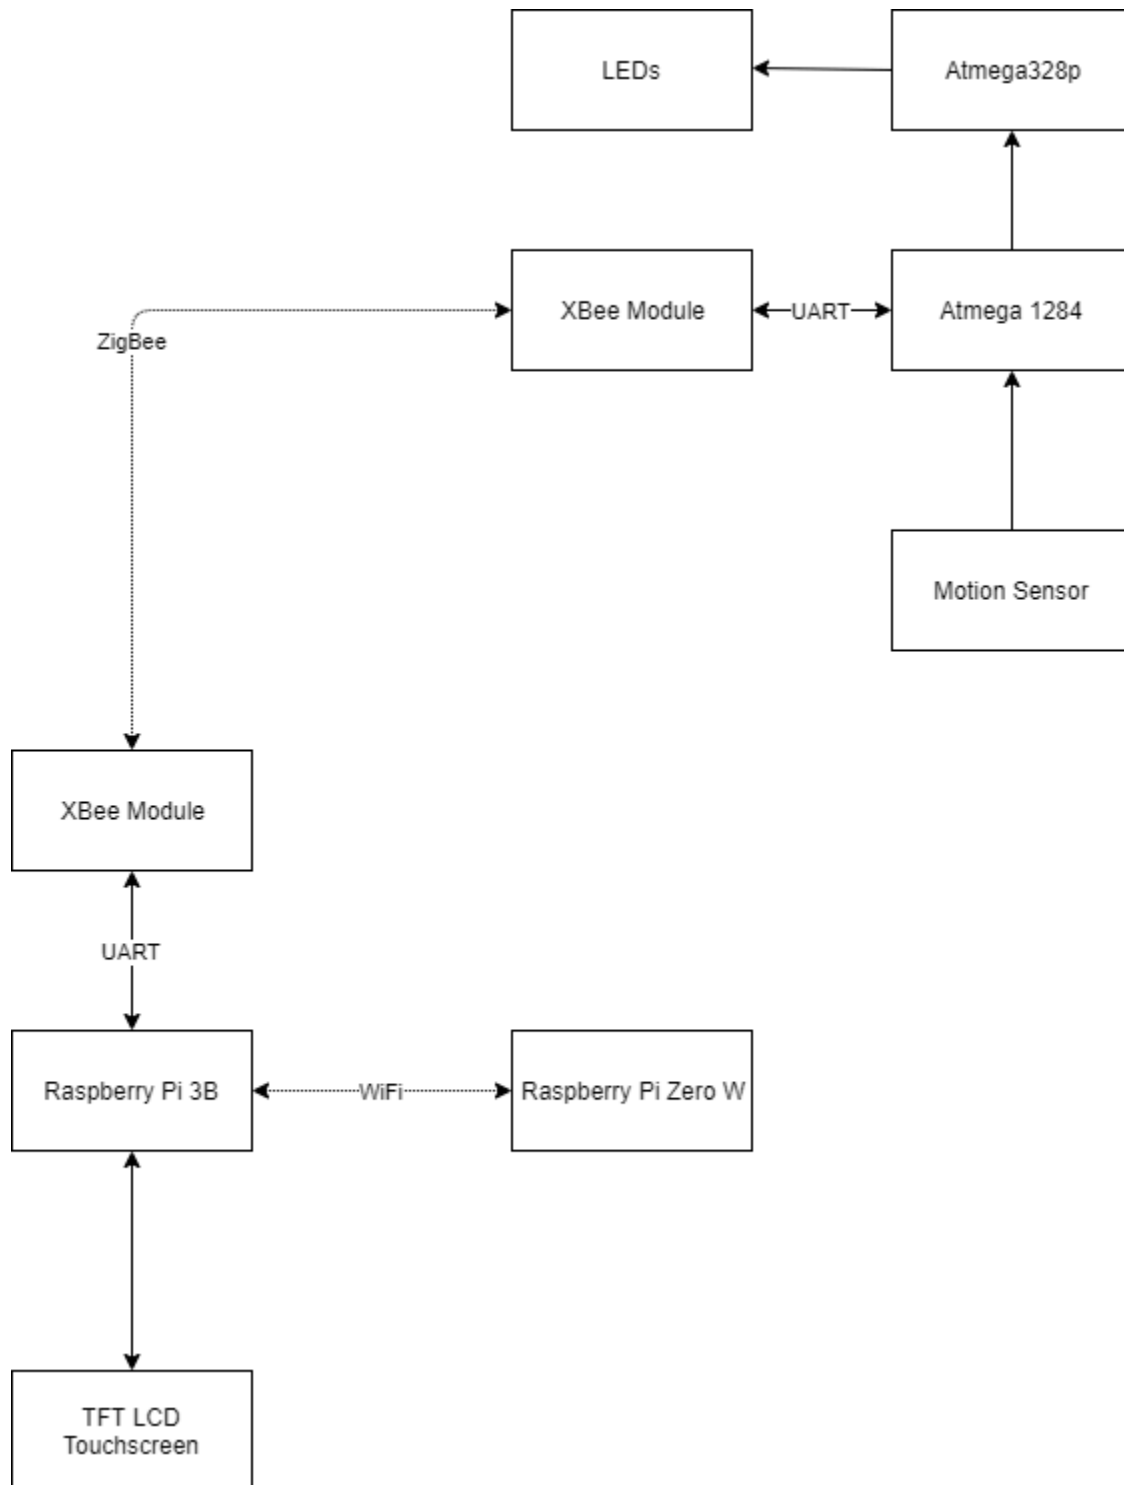 LEDs
Atmega328p
XBee Module
UART
Atmega 1284
ZigBee
Motion Sensor
XBee Module
UART
Raspberry Pi 3B
WiFi
Raspberry Pi Zero W
TFT LCD
Touchscreen